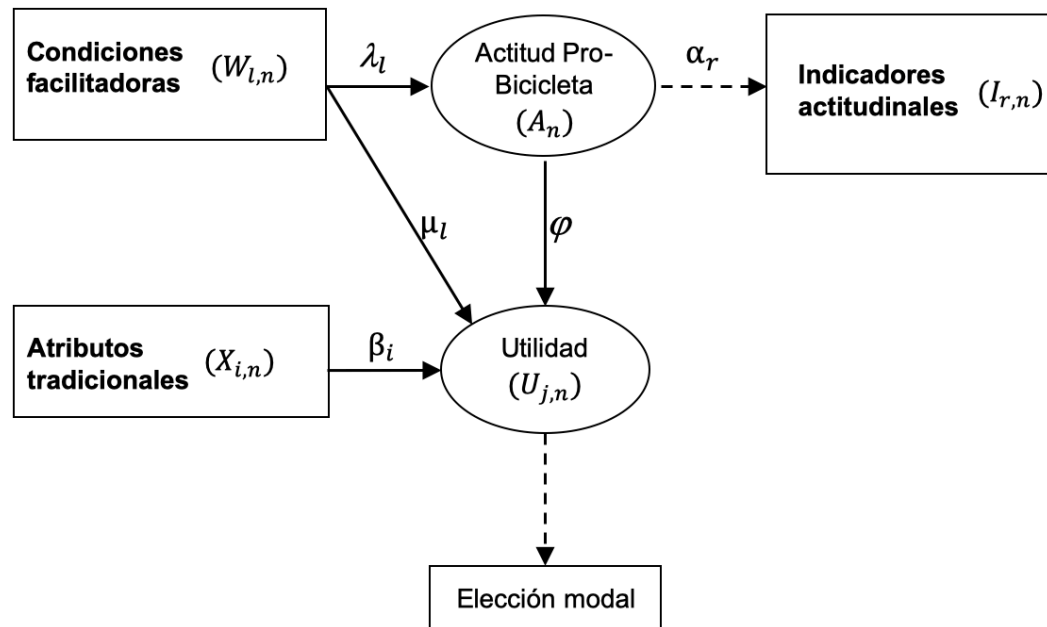 Condiciones
facilitadoras (W_{l,n})
λ_l
Actitud Pro-
Bicicleta
(A_n)
α_r
Indicadores
actitudinales (I_{r,n})
μ_l
φ
Atributos
tradicionales (X_{i,n})
β_i
Utilidad
(U_{j,n})
Elección modal